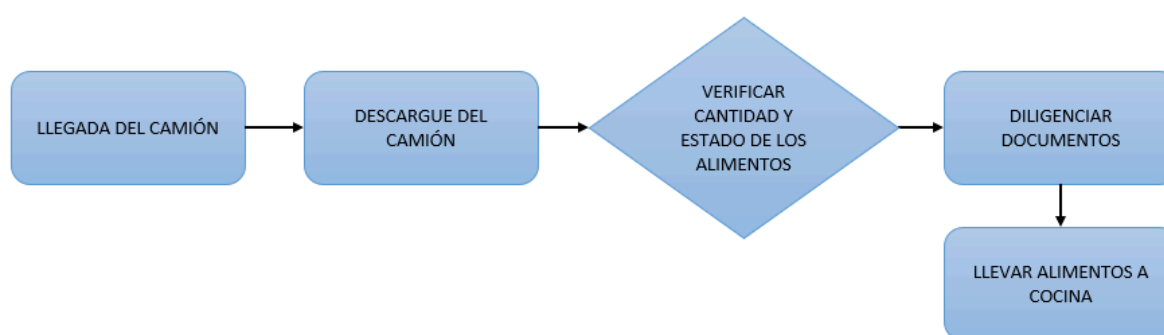 LLEGADA DEL CAMIÓN
DESCARGUE DEL
CAMIÓN
VERIFICAR
CANTIDAD Y
ESTADO DE LOS
ALIMENTOS
DILIGENCIAR
DOCUMENTOS
LLEVAR ALIMENTOS A
COCINA